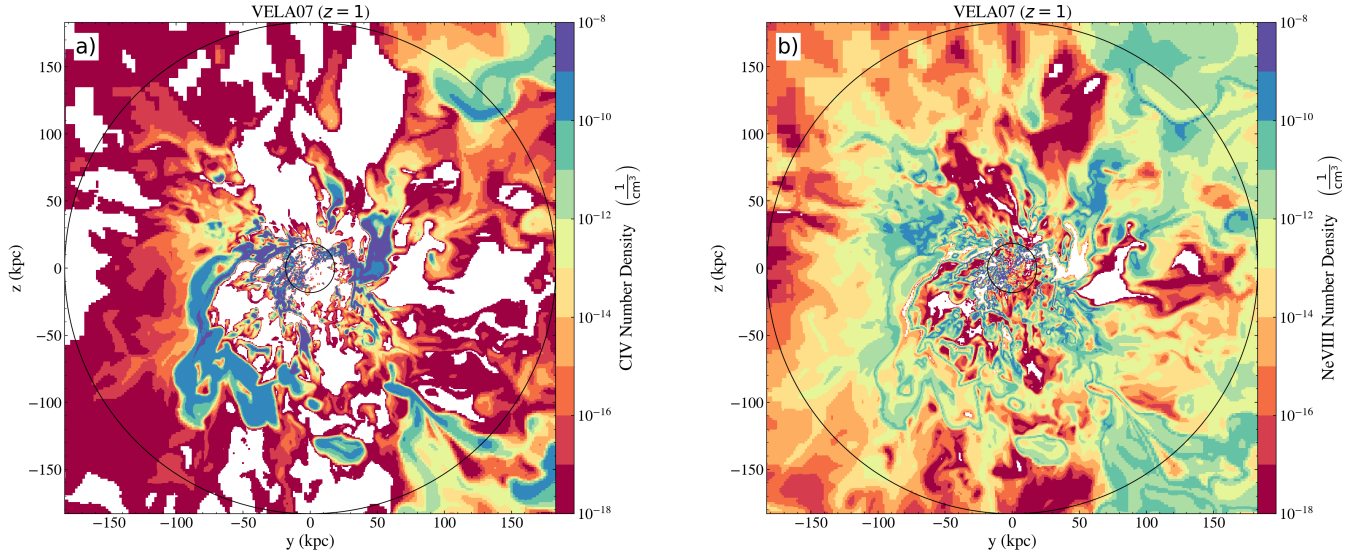 VELA07 (z = 1)
a)
150
100
50
0
−50
−100
−150
z (kpc)
−150 −100 −50 0 50 100 150
y (kpc)
10⁻⁸
10⁻¹⁰
10⁻¹²
10⁻¹⁴
10⁻¹⁶
10⁻¹⁸
CIV Number Density (1/cm³)
VELA07 (z = 1)
b)
150
100
50
0
−50
−100
−150
z (kpc)
−150 −100 −50 0 50 100 150
y (kpc)
10⁻⁸
10⁻¹⁰
10⁻¹²
10⁻¹⁴
10⁻¹⁶
10⁻¹⁸
NeVIII Number Density (1/cm³)